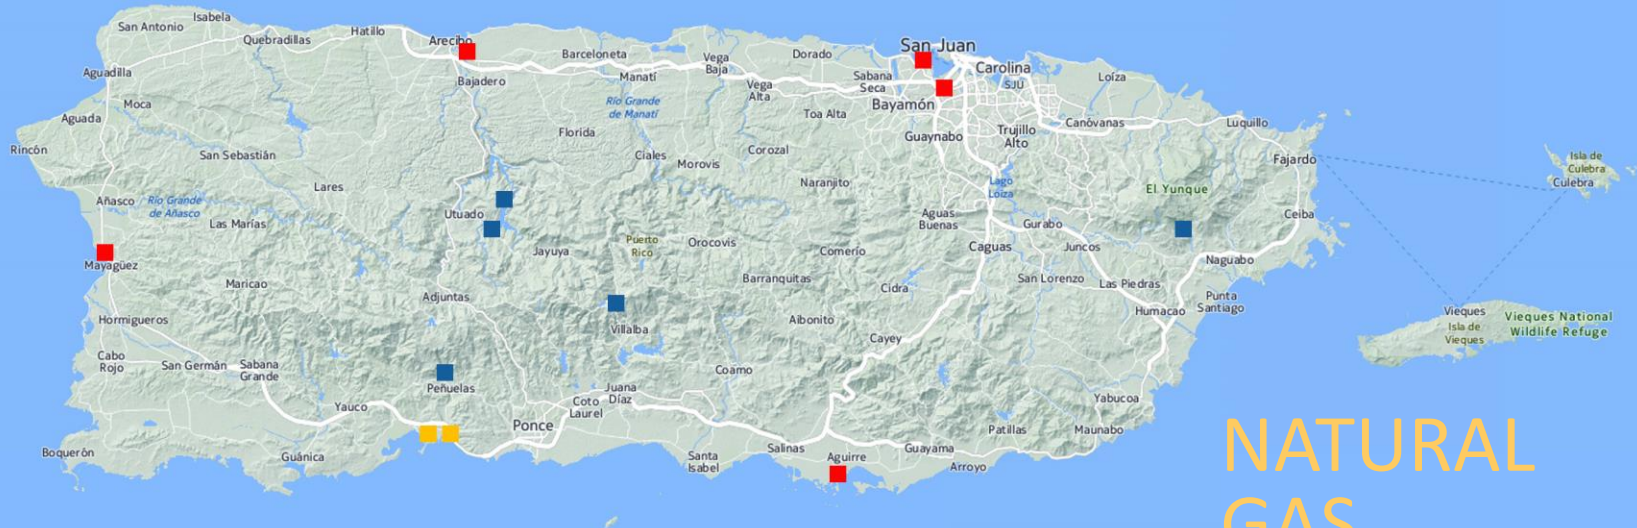 Isabela
San Antonio
Quebradillas
Hatillo
Arecibo
Barceloneta
Vega
Baja
Dorado
San Juan
Carolina
SJU
Loíza
Aguadilla
Bajadero
Manatí
Sabana
Seca
Vega
Alta
Bayamón
Toa Alta
Moca
Río Grande
de Manatí
Aguada
Florida
Guaynabo
Trujillo
Alto
Canóvanas
Luquillo
Rincón
San Sebastián
Ciales
Morovis
Corozal
Fajardo
Isla de
Culebra
Culebra
Lares
Naranjito
Lago
Loíza
El Yunque
Añasco
Río Grande
de Añasco
Las Marías
Utuado
Aguas
Buenas
Gurabo
Ceiba
Jayuya
Puerto
Rico
Orocovis
Comerío
Caguas
Juncos
Naguabo
Mayagüez
Maricao
Barranquitas
Cidra
San Lorenzo
Las Piedras
Adjuntas
Punta
Santiago
Humacao
Hormigueros
Villalba
Aibonito
Cayey
Vieques
Isla de
Vieques
Vieques National
Wildlife Refuge
Cabo
Rojo
San Germán
Sabana
Grande
Peñuelas
Coamo
Juana
Díaz
Coto
Laurel
Yauco
Ponce
Yabucoa
Patillas
Maunabo
Boquerón
Guánica
Santa
Isabel
Salinas
Aguirre
Guayama
Arroyo
NATURAL
GAS